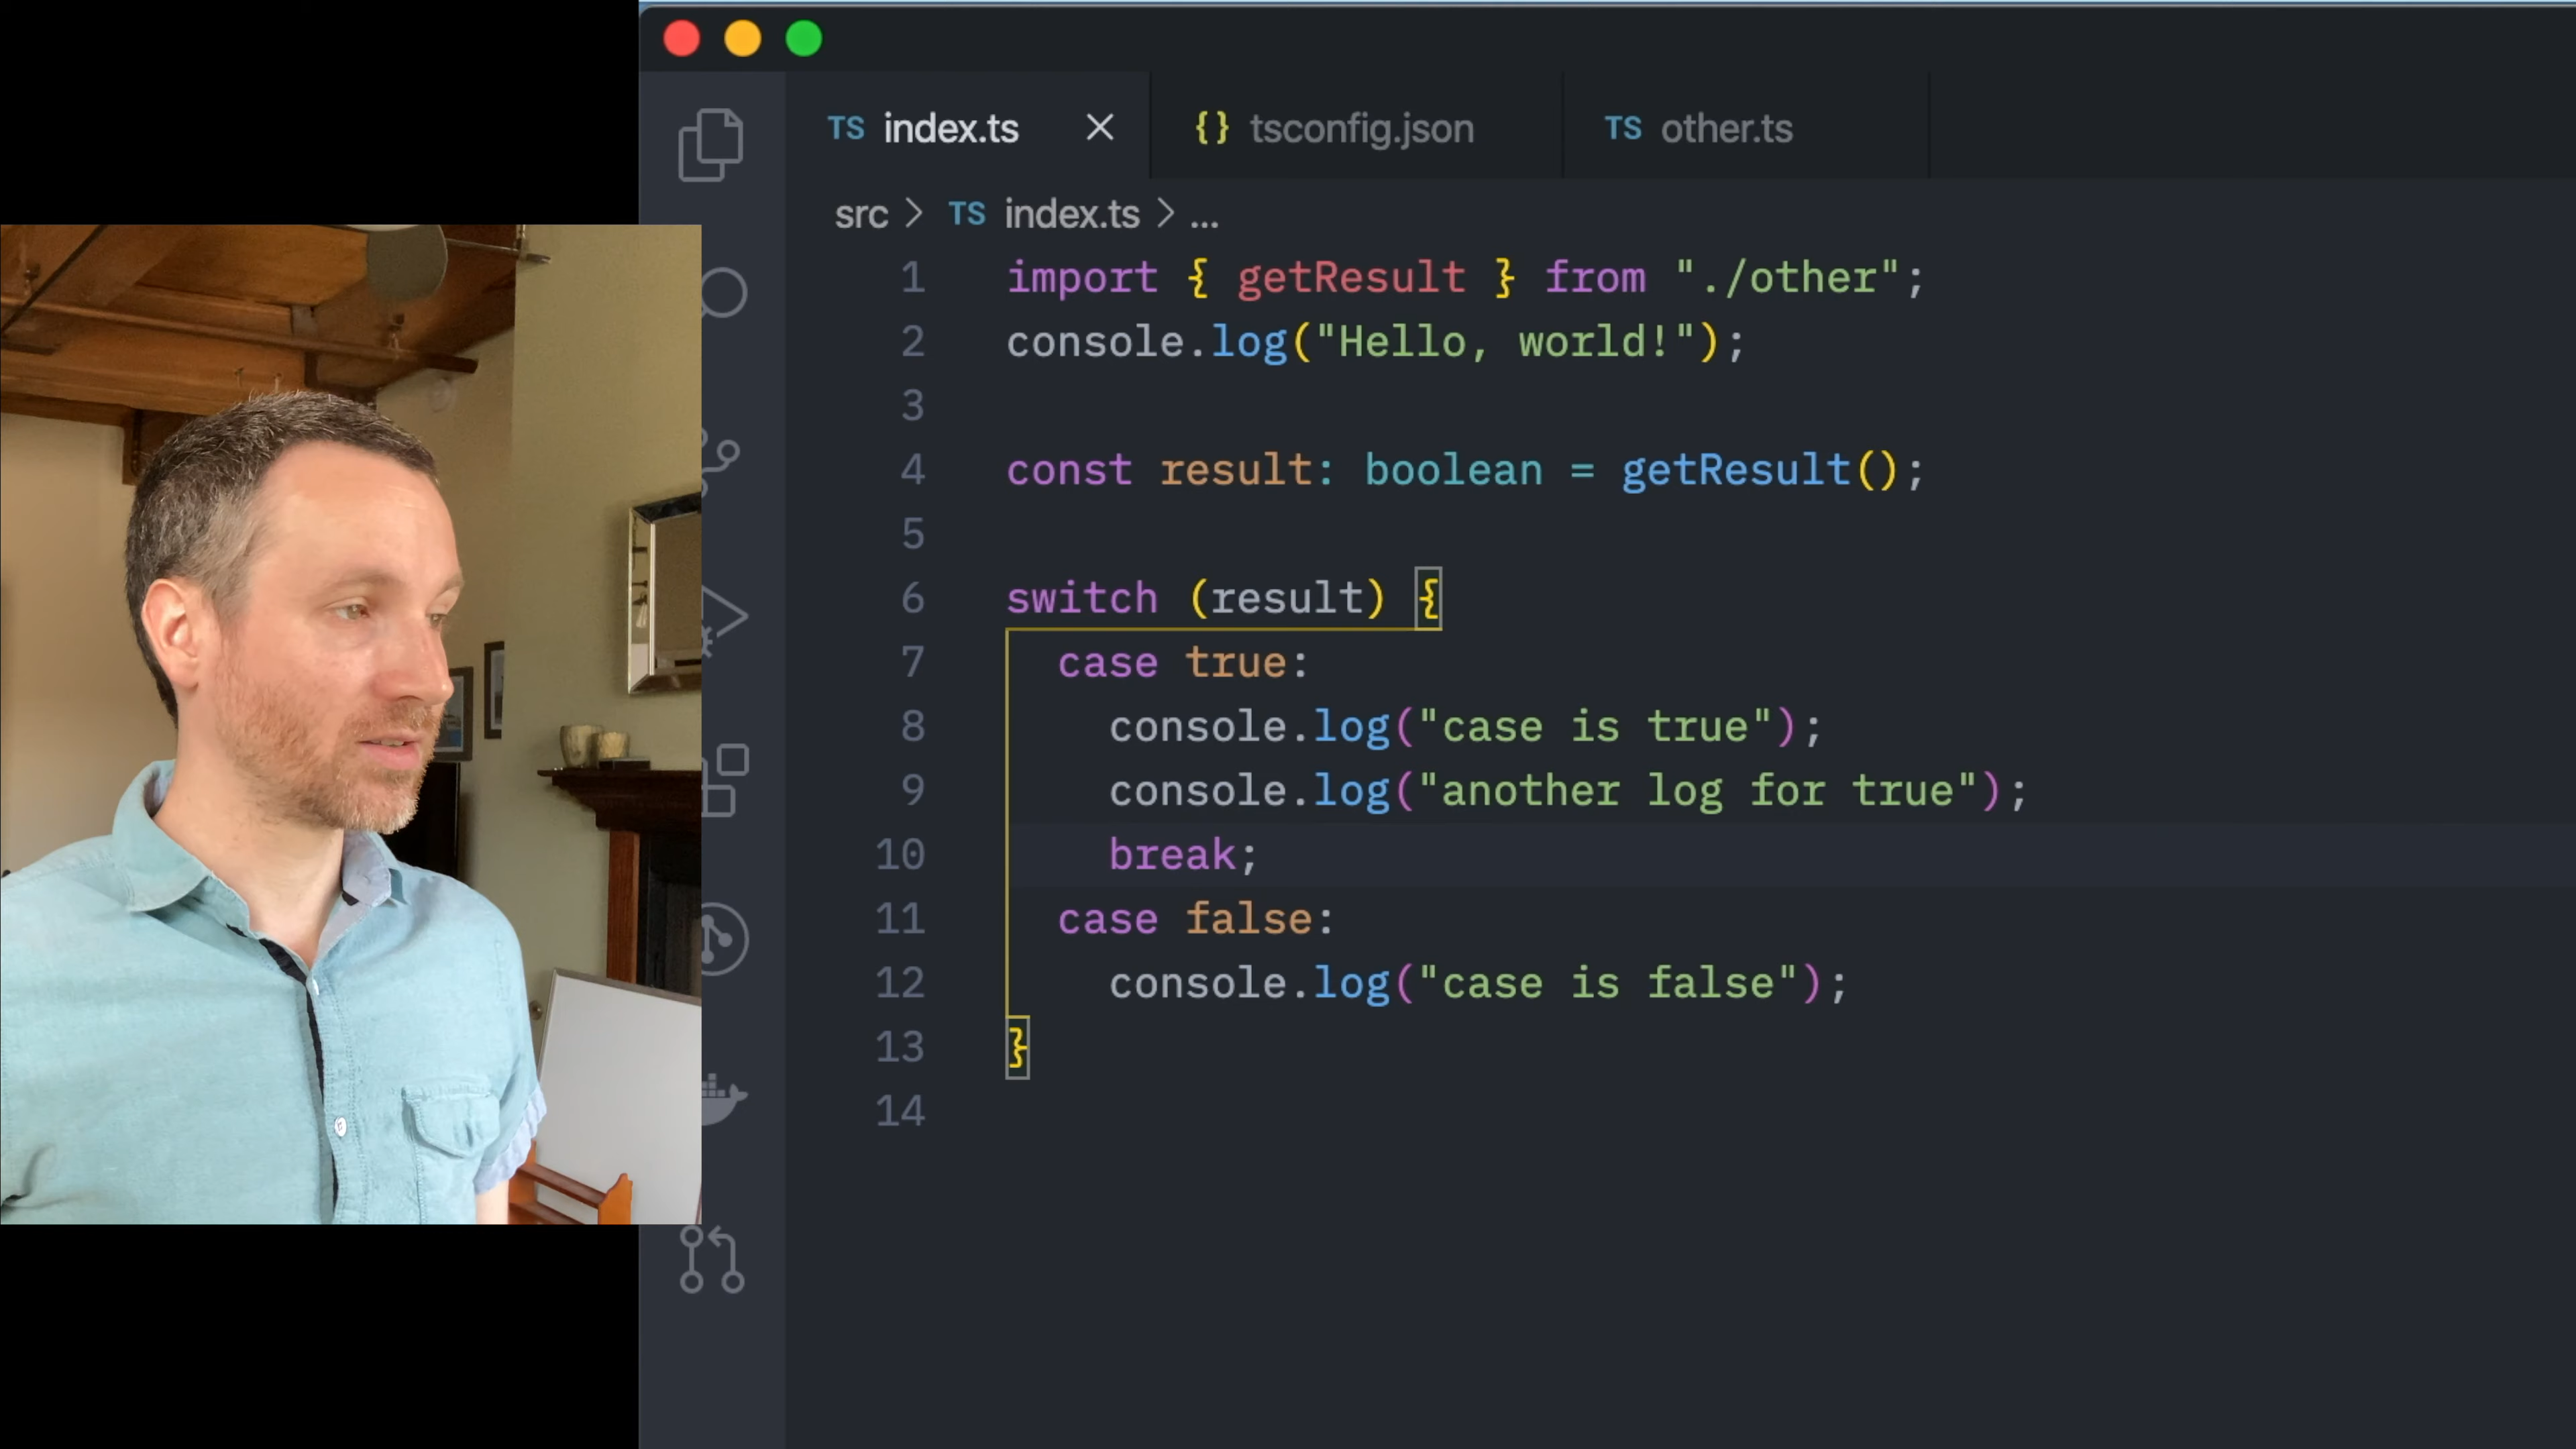 TS index.ts
{} tsconfig.json
TS other.ts
src > TS index.ts > ...
1 import { getResult } from "./other";
2 console.log("Hello, world!");
3
4 const result: boolean = getResult();
5
6 switch (result) {
7 case true:
8 console.log("case is true");
9 console.log("another log for true");
10 break;
11 case false:
12 console.log("case is false");
13 }
14